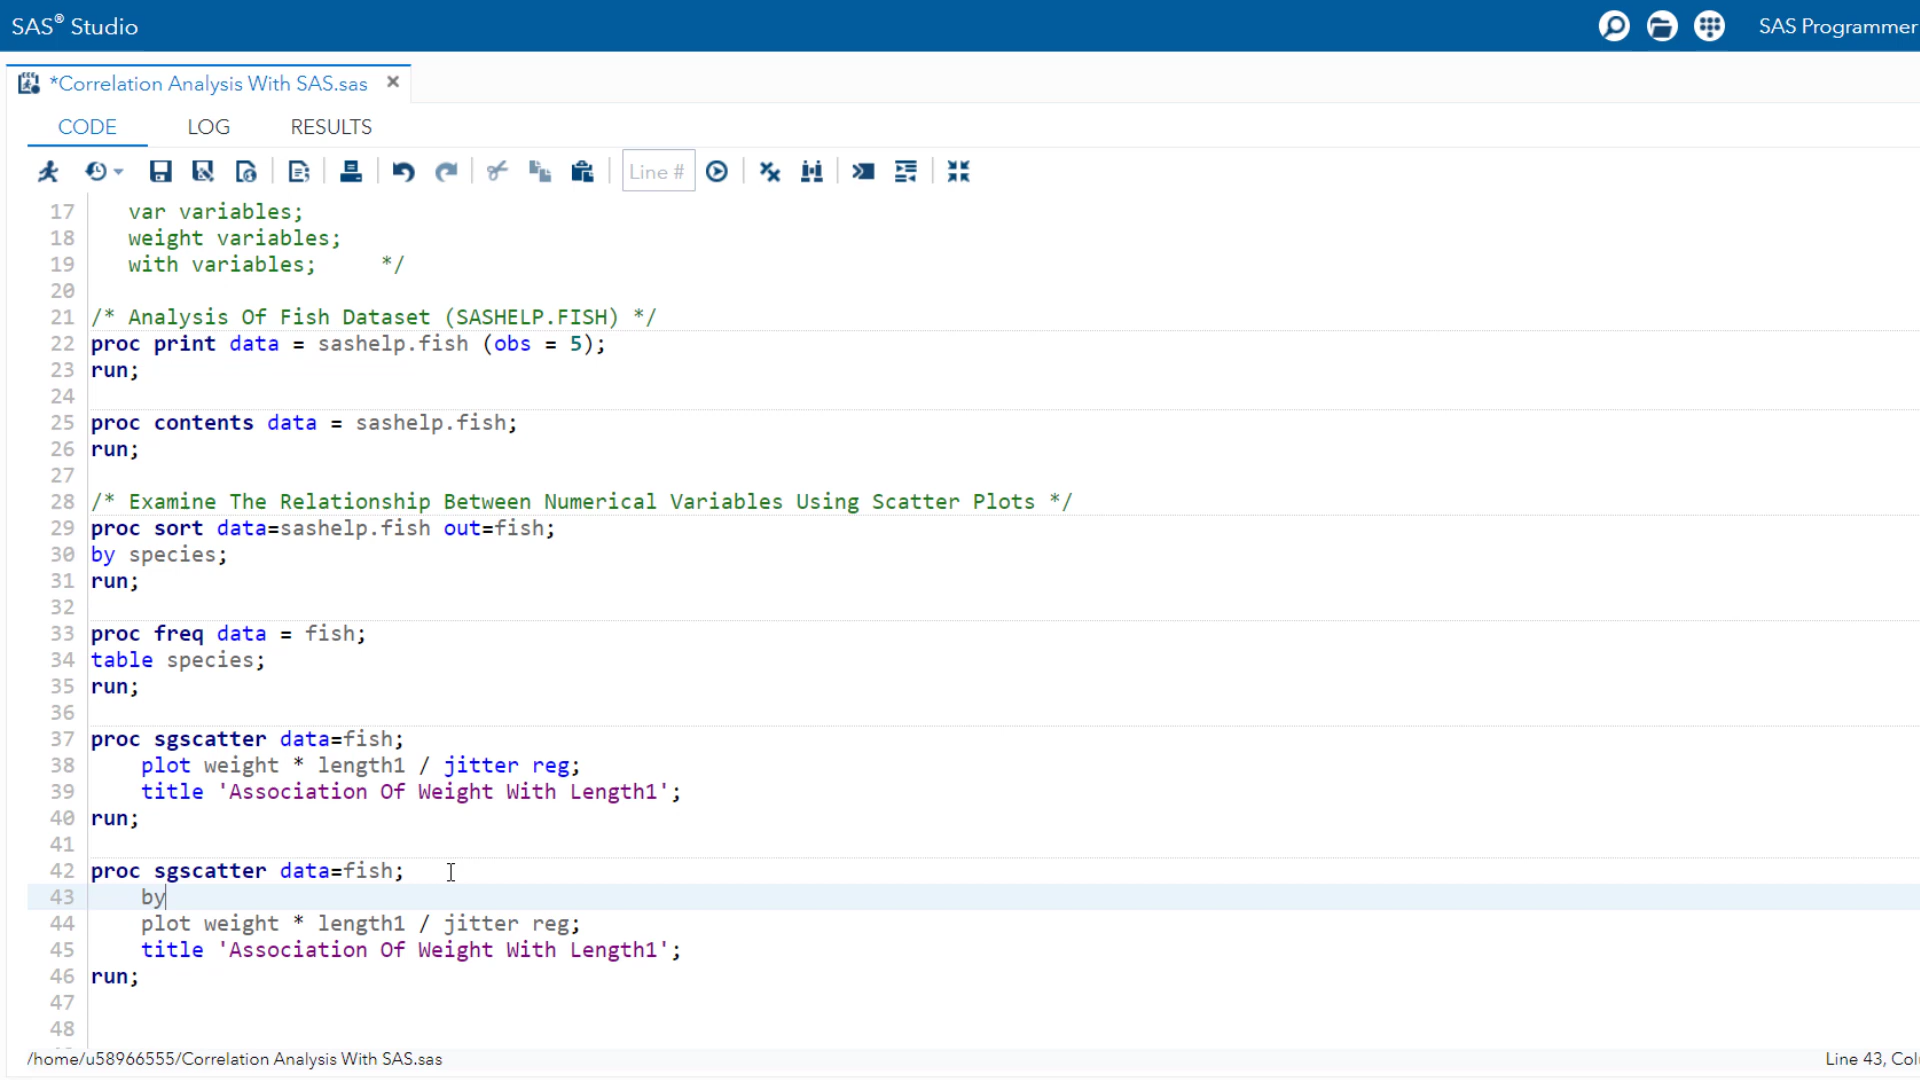 SAS® Studio
SAS Programmer
*Correlation Analysis With SAS.sas
CODE LOG RESULTS
Line #
17 var variables;
18 weight variables;
19 with variables; */
20
21 /* Analysis Of Fish Dataset (SASHELP.FISH) */
22 proc print data = sashelp.fish (obs = 5);
23 run;
24
25 proc contents data = sashelp.fish;
26 run;
27
28 /* Examine The Relationship Between Numerical Variables Using Scatter Plots */
29 proc sort data=sashelp.fish out=fish;
30 by species;
31 run;
32
33 proc freq data = fish;
34 table species;
35 run;
36
37 proc sgscatter data=fish;
38 plot weight * length1 / jitter reg;
39 title 'Association Of Weight With Length1';
40 run;
41
42 proc sgscatter data=fish;
43 by
44 plot weight * length1 / jitter reg;
45 title 'Association Of Weight With Length1';
46 run;
47
48
/home/u58966555/Correlation Analysis With SAS.sas
Line 43, Col